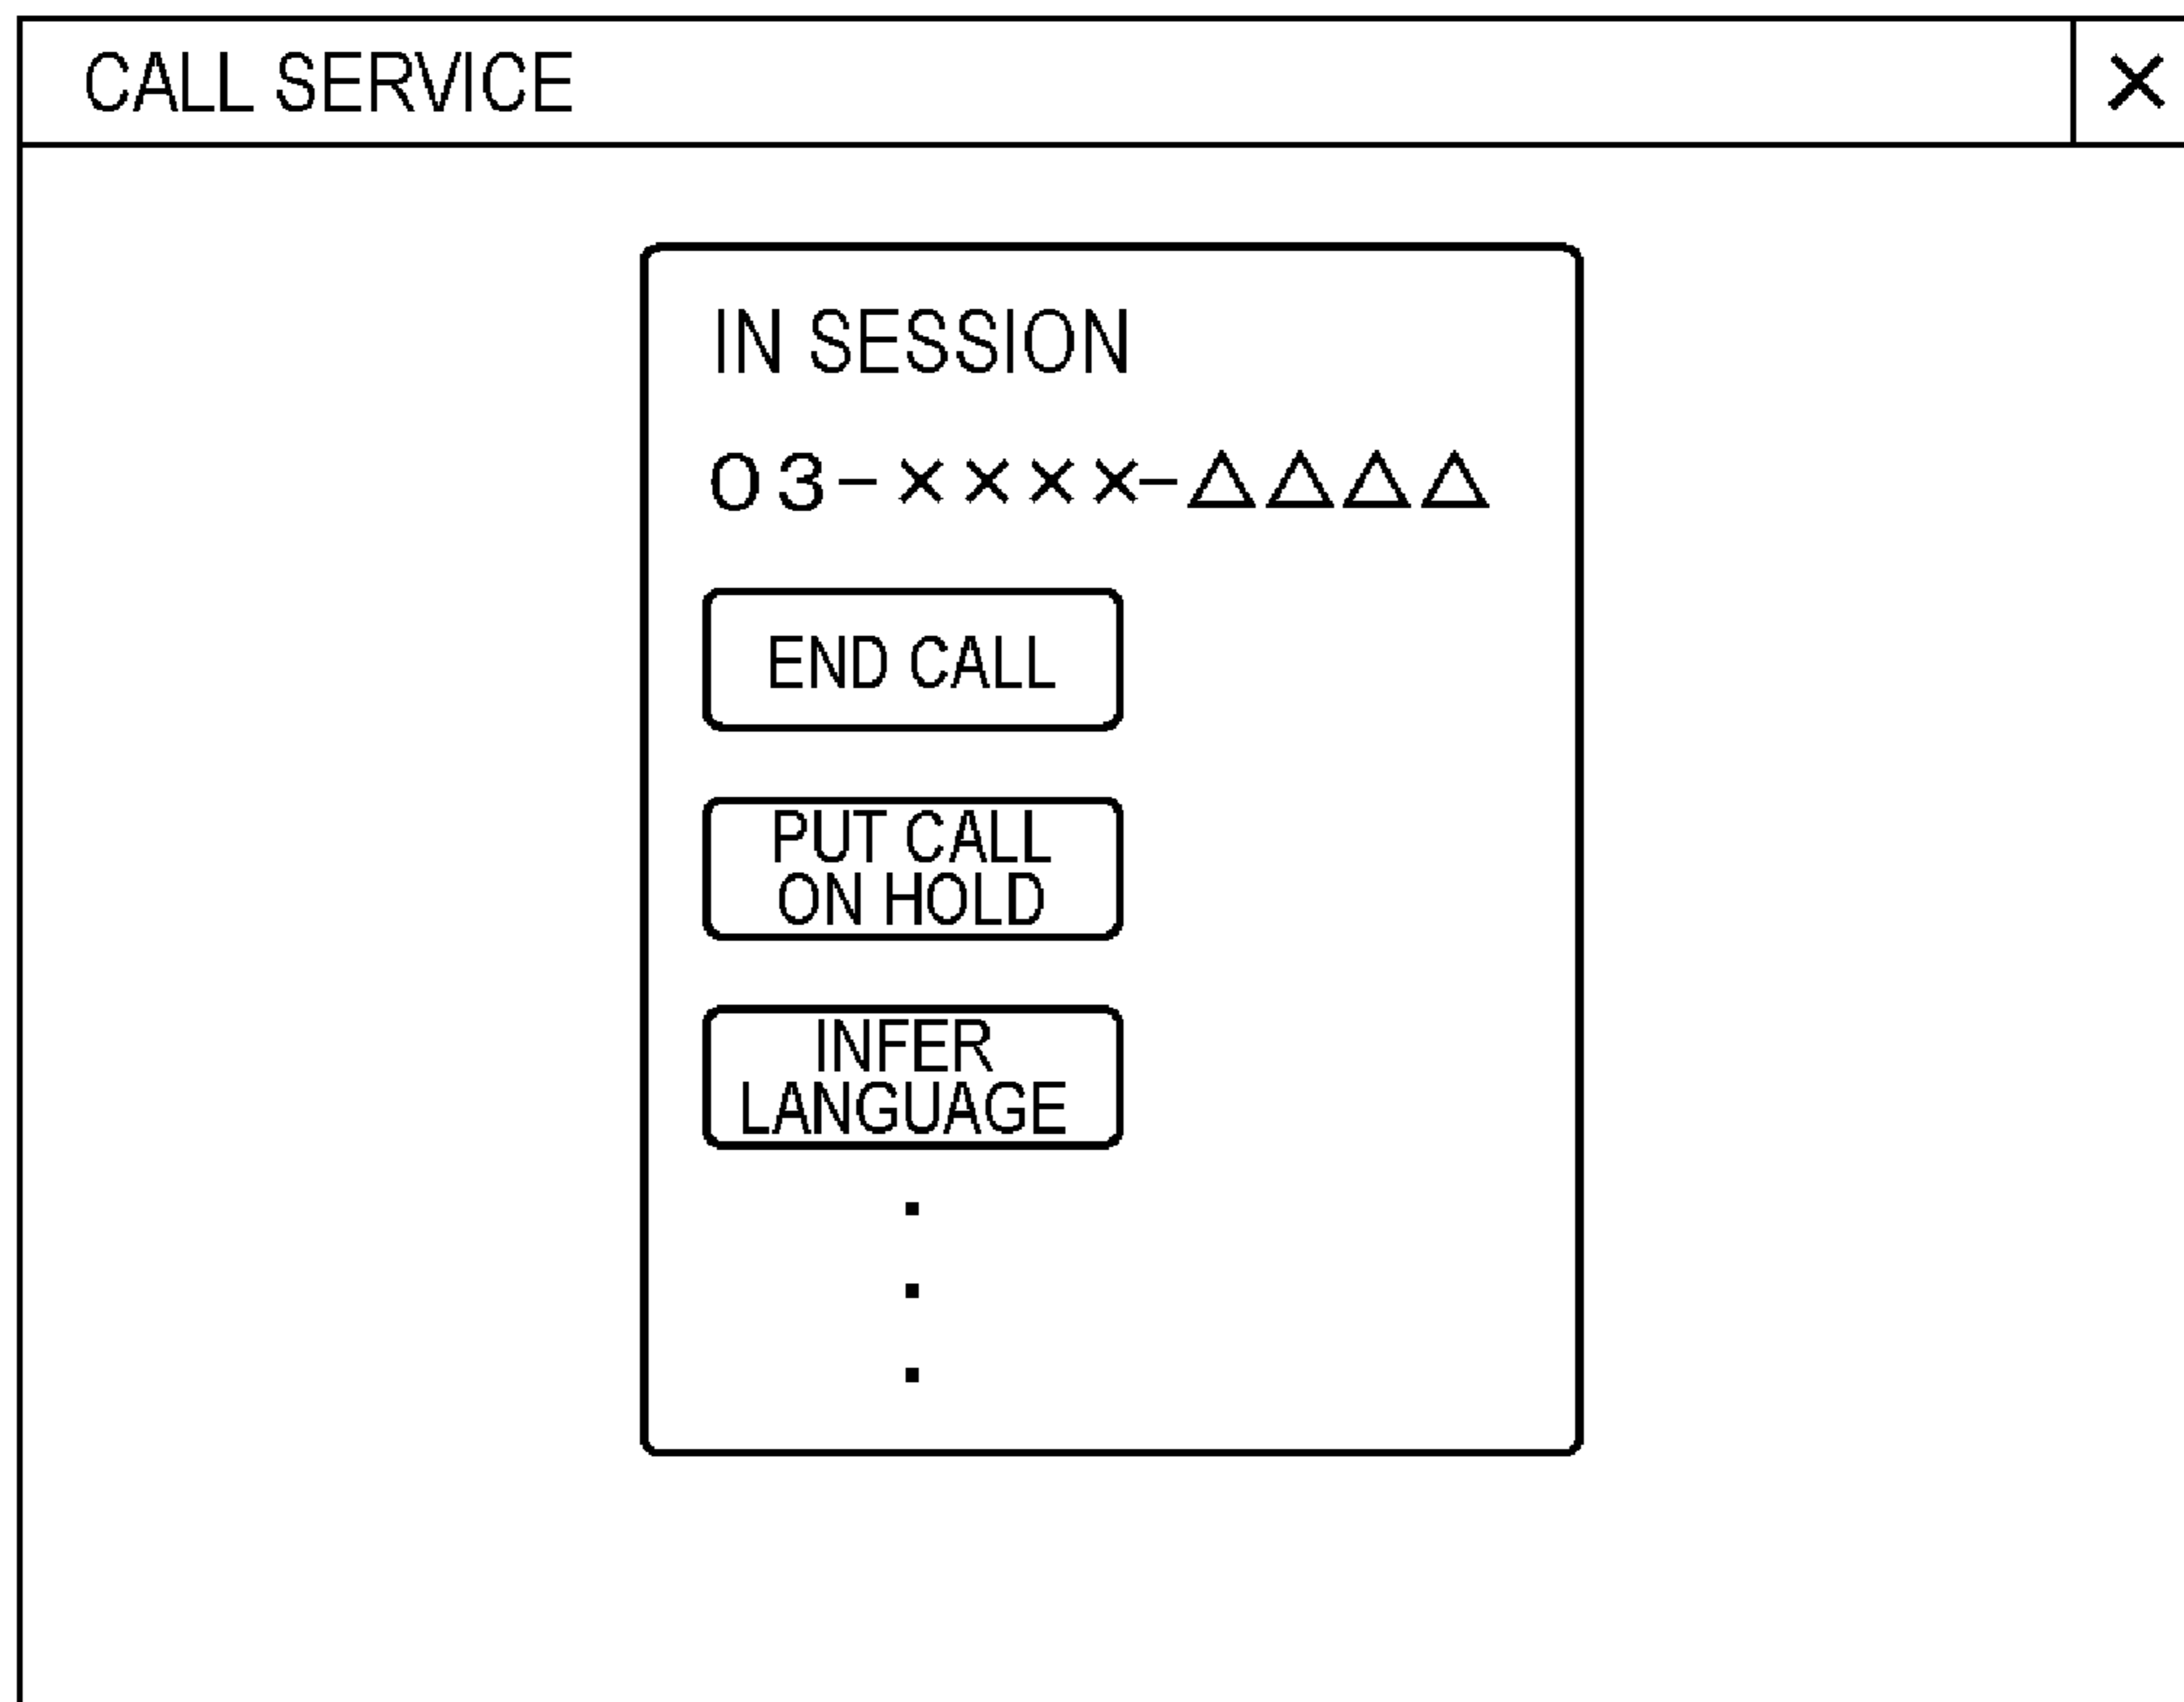 CALL SERVICE ×
IN SESSION
03-××××-△△△△
END CALL
PUT CALL
ON HOLD
INFER
LANGUAGE